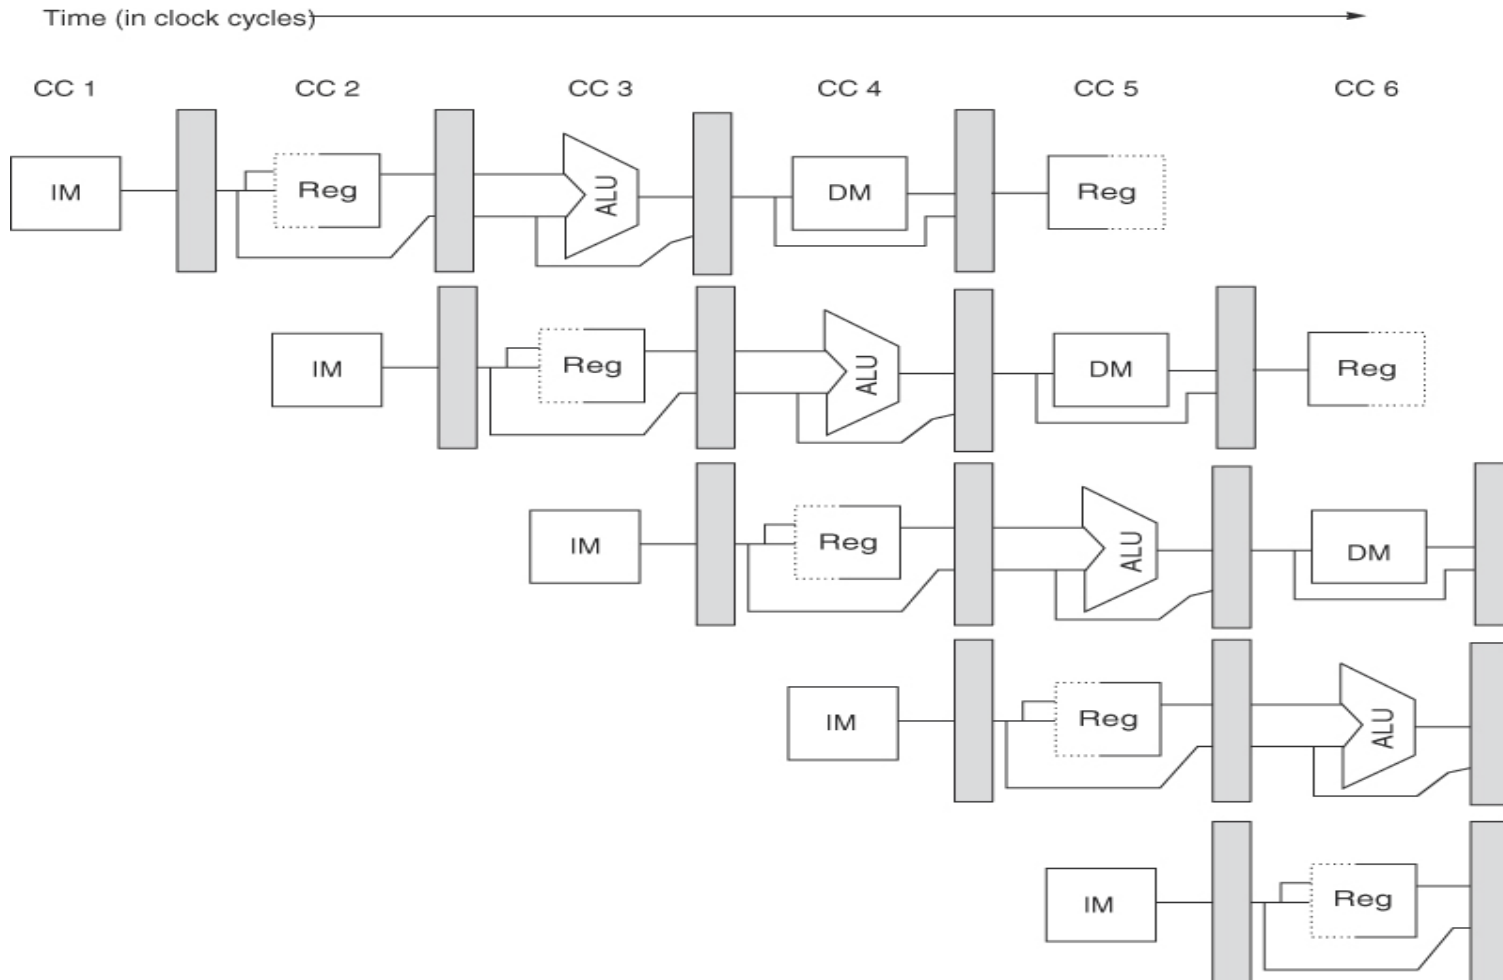 Time (in clock cycles)
CC 1 CC 2 CC 3 CC 4 CC 5 CC 6
IM Reg ALU DM Reg
IM Reg ALU DM Reg
IM Reg ALU DM
IM Reg ALU
IM Reg